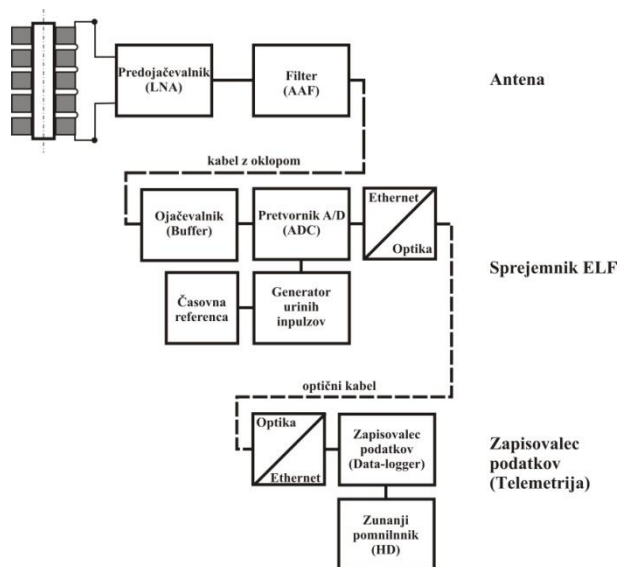 Predojačevalnik
(LNA)
Filter
(AAF)
Antena
kabel z oklopom
Ojačevalnik
(Buffer)
Pretvornik A/D
(ADC)
Ethernet
Optika
Sprejemnik ELF
Časovna
referenca
Generator
urinih
inpulzov
optični kabel
Optika
Ethernet
Zapisovalec
podatkov
(Data-logger)
Zapisovalec
podatkov
(Telemetrija)
Zunanji
pomnilnnik
(HD)